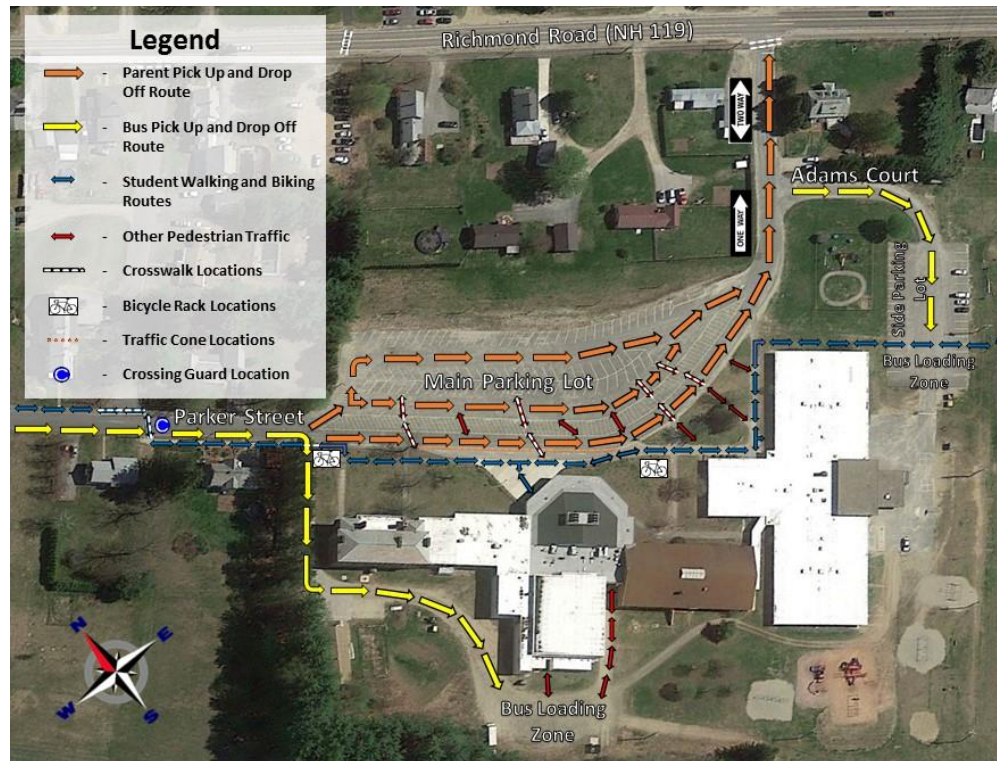 Legend
- Parent Pick Up and Drop
Off Route
- Bus Pick Up and Drop Off
Route
- Student Walking and Biking
Routes
- Other Pedestrian Traffic
- Crosswalk Locations
- Bicycle Rack Locations
- Traffic Cone Locations
C - Crossing Guard Location
Richmond Road (NH 119)
TWO WAY
ONE WAY
Adams Court
Side Parking
Lot
Bus Loading
Zone
Main Parking Lot
Parker Street
C
Bus Loading
Zone
N
E
W
S